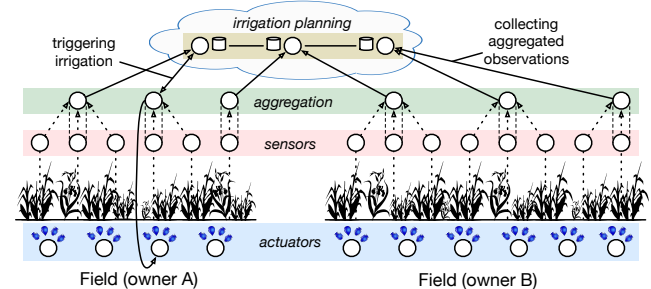 irrigation planning
triggering
irrigation
collecting
aggregated
observations
aggregation
sensors
actuators
Field (owner A)
Field (owner B)